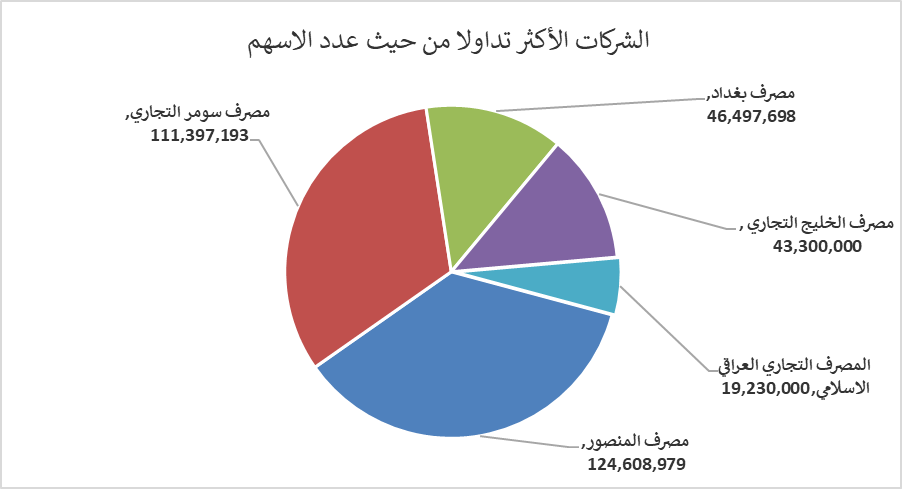 الشركات الأكثر تداولا من حيث عدد الاسهم
مصرف بغداد,
46,497,698
مصرف سومر التجاري,
111,397,193
مصرف الخليج التجاري ,
43,300,000
المصرف التجاري العراقي
الاسلامي, 19,230,000
مصرف المنصور,
124,608,979